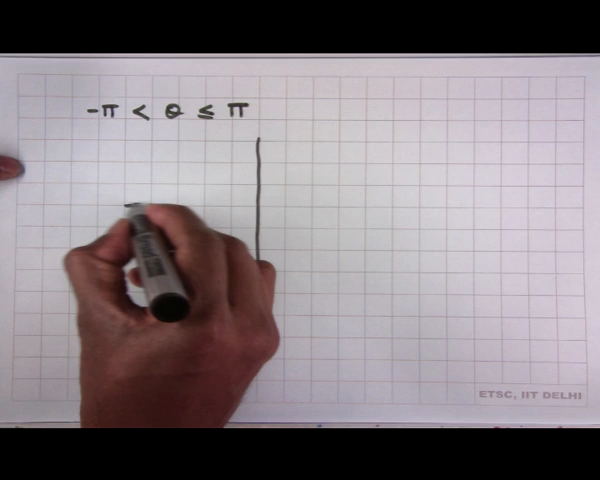 -π < θ ≤ π
ETSC, IIT DELHI